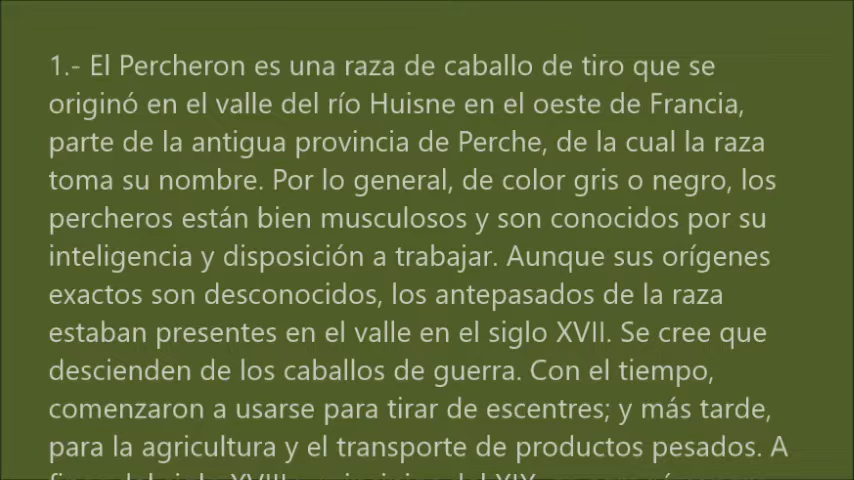 1.- El Percheron es una raza de caballo de tiro que se
originó en el valle del río Huisne en el oeste de Francia,
parte de la antigua provincia de Perche, de la cual la raza
toma su nombre. Por lo general, de color gris o negro, los
percheros están bien musculosos y son conocidos por su
inteligencia y disposición a trabajar. Aunque sus orígenes
exactos son desconocidos, los antepasados de la raza
estaban presentes en el valle en el siglo XVII. Se cree que
descienden de los caballos de guerra. Con el tiempo,
comenzaron a usarse para tirar de escentres; y más tarde,
para la agricultura y el transporte de productos pesados. A